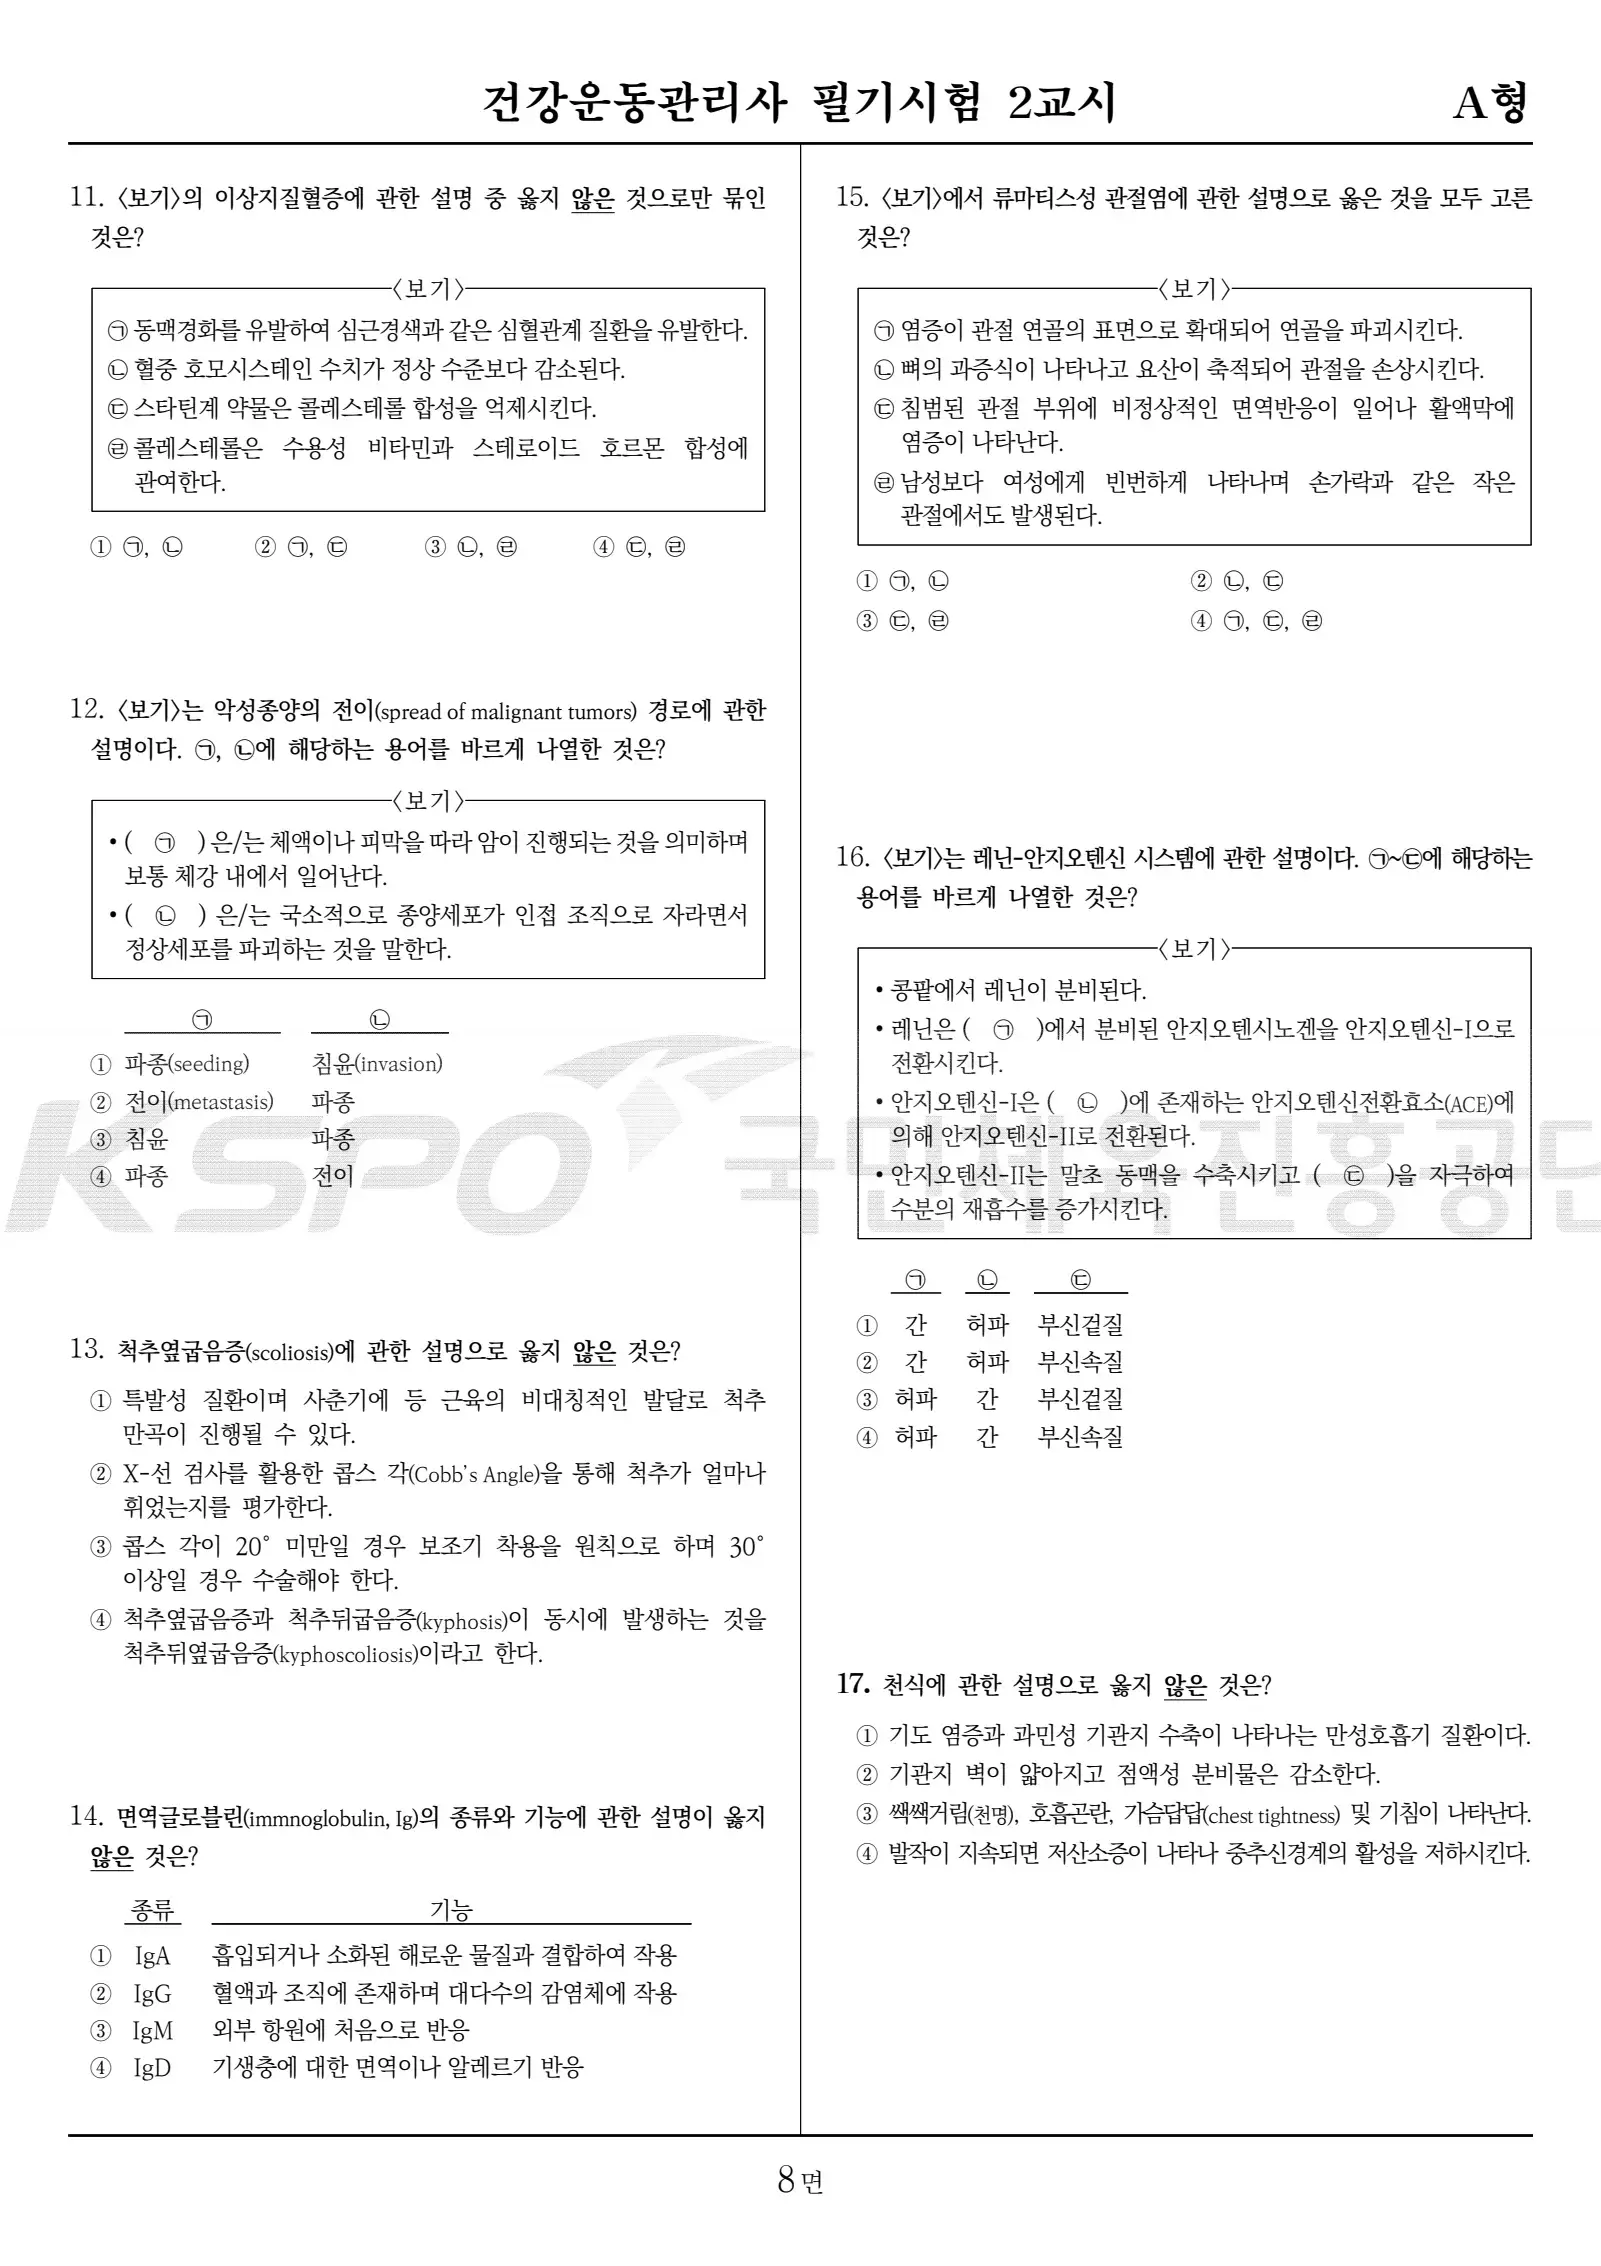 건강운동관리사 필기시험 2교시
A형
11. 〈보기〉의 이상지질혈증에 관한 설명 중 옳지 않은 것으로만 묶인
것은?
〈보기〉
㉠ 동맥경화를 유발하여 심근경색과 같은 심혈관계 질환을 유발한다.
㉡ 혈중 호모시스테인 수치가 정상 수준보다 감소된다.
㉢ 스타틴계 약물은 콜레스테롤 합성을 억제시킨다.
㉣ 콜레스테롤은 수용성 비타민과 스테로이드 호르몬 합성에
관여한다.
① ㉠, ㉡ ② ㉠, ㉢ ③ ㉡, ㉣ ④ ㉢, ㉣
12. 〈보기〉는 악성종양의 전이(spread of malignant tumors) 경로에 관한
설명이다. ㉠, ㉡에 해당하는 용어를 바르게 나열한 것은?
〈보기〉
• ( ㉠ ) 은/는 체액이나 피막을 따라 암이 진행되는 것을 의미하며
보통 체강 내에서 일어난다.
• ( ㉡ ) 은/는 국소적으로 종양세포가 인접 조직으로 자라면서
정상세포를 파괴하는 것을 말한다.
㉠ ㉡
① 파종(seeding) 침윤(invasion)
② 전이(metastasis) 파종
③ 침윤 파종
④ 파종 전이
13. 척추옆굽음증(scoliosis)에 관한 설명으로 옳지 않은 것은?
① 특발성 질환이며 사춘기에 등 근육의 비대칭적인 발달로 척추
만곡이 진행될 수 있다.
② X-선 검사를 활용한 콥스 각(Cobb's Angle)을 통해 척추가 얼마나
휘었는지를 평가한다.
③ 콥스 각이 20° 미만일 경우 보조기 착용을 원칙으로 하며 30°
이상일 경우 수술해야 한다.
④ 척추옆굽음증과 척추뒤굽음증(kyphosis)이 동시에 발생하는 것을
척추뒤옆굽음증(kyphoscoliosis)이라고 한다.
14. 면역글로블린(immnoglobulin, Ig)의 종류와 기능에 관한 설명이 옳지
않은 것은?
종류 기능
① IgA 흡입되거나 소화된 해로운 물질과 결합하여 작용
② IgG 혈액과 조직에 존재하며 대다수의 감염체에 작용
③ IgM 외부 항원에 처음으로 반응
④ IgD 기생충에 대한 면역이나 알레르기 반응
15. 〈보기〉에서 류마티스성 관절염에 관한 설명으로 옳은 것을 모두 고른
것은?
〈보기〉
㉠ 염증이 관절 연골의 표면으로 확대되어 연골을 파괴시킨다.
㉡ 뼈의 과증식이 나타나고 요산이 축적되어 관절을 손상시킨다.
㉢ 침범된 관절 부위에 비정상적인 면역반응이 일어나 활액막에
염증이 나타난다.
㉣ 남성보다 여성에게 빈번하게 나타나며 손가락과 같은 작은
관절에서도 발생된다.
① ㉠, ㉡ ② ㉡, ㉢
③ ㉢, ㉣ ④ ㉠, ㉢, ㉣
16. 〈보기〉는 레닌-안지오텐신 시스템에 관한 설명이다. ㉠~㉢에 해당하는
용어를 바르게 나열한 것은?
〈보기〉
• 콩팥에서 레닌이 분비된다.
• 레닌은 ( ㉠ )에서 분비된 안지오텐시노겐을 안지오텐신-I으로
전환시킨다.
• 안지오텐신-I은 ( ㉡ )에 존재하는 안지오텐신전환효소(ACE)에
의해 안지오텐신-II로 전환된다.
• 안지오텐신-II는 말초 동맥을 수축시키고 ( ㉢ )을 자극하여
수분의 재흡수를 증가시킨다.
㉠ ㉡ ㉢
① 간 허파 부신겉질
② 간 허파 부신속질
③ 허파 간 부신겉질
④ 허파 간 부신속질
17. 천식에 관한 설명으로 옳지 않은 것은?
① 기도 염증과 과민성 기관지 수축이 나타나는 만성호흡기 질환이다.
② 기관지 벽이 얇아지고 점액성 분비물은 감소한다.
③ 쌕쌕거림(천명), 호흡곤란, 가슴답답(chest tightness) 및 기침이 나타난다.
④ 발작이 지속되면 저산소증이 나타나 중추신경계의 활성을 저하시킨다.
KSPO 국민체육진흥공단
8면